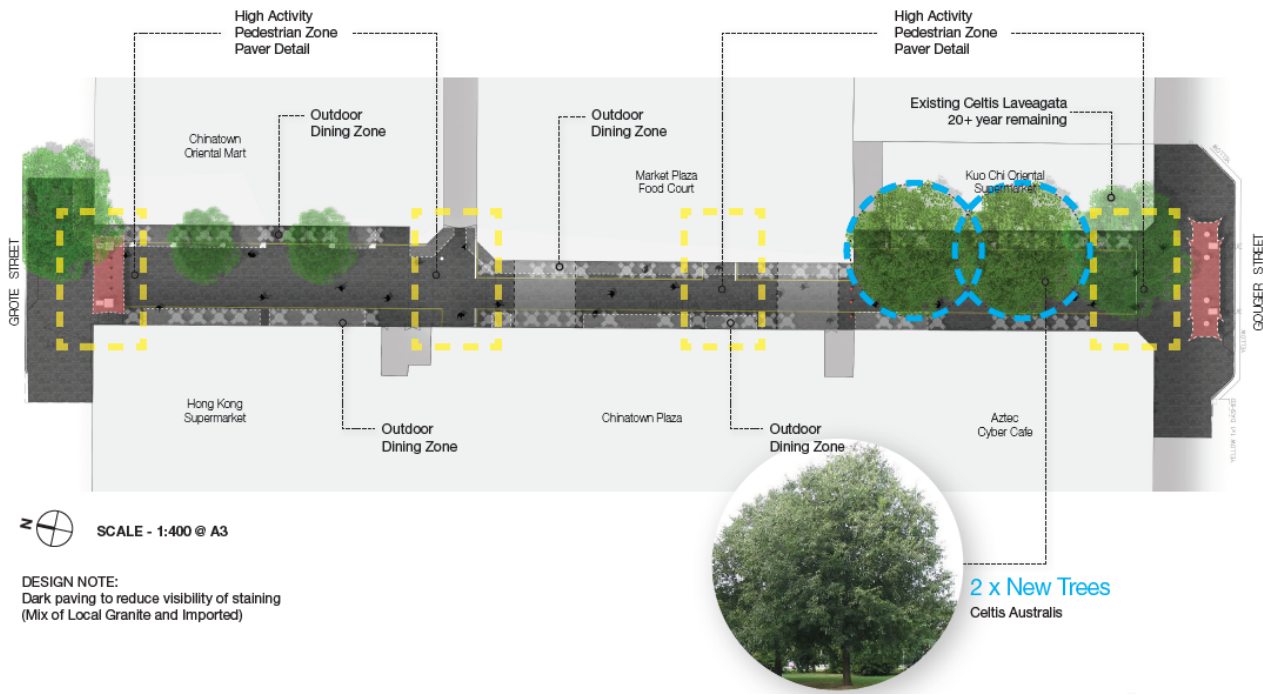 High Activity
Pedestrian Zone
Paver Detail
High Activity
Pedestrian Zone
Paver Detail
Outdoor
Dining Zone
Outdoor
Dining Zone
Existing Celtis Laveagata
20+ year remaining
Chinatown
Oriental Mart
Market Plaza
Food Court
Kuo Chi Oriental
Supermarket
GROTE STREET
GOUGER STREET
YELLOW
YELLOW 1v1 DASHED
Hong Kong
Supermarket
Outdoor
Dining Zone
Chinatown Plaza
Outdoor
Dining Zone
Aztec
Cyber Cafe
N
SCALE - 1:400 @ A3
DESIGN NOTE:
Dark paving to reduce visibility of staining
(Mix of Local Granite and Imported)
2 x New Trees
Celtis Australis